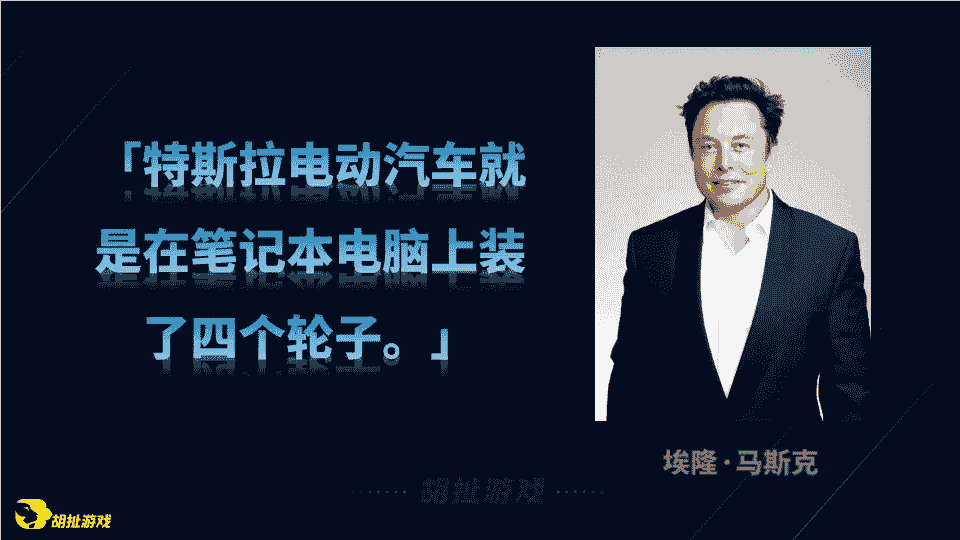 「特斯拉电动汽车就
是在笔记本电脑上装
了四个轮子。」
埃隆·马斯克
胡扯游戏
胡扯游戏